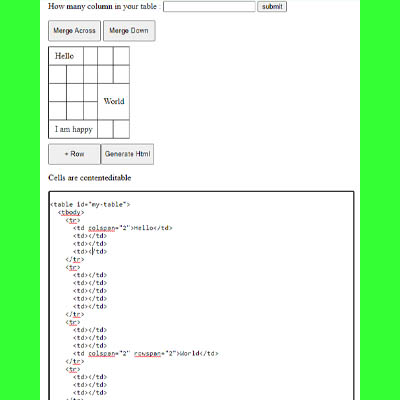 How many column in your table : submit
Merge Across Merge Down
Hello
World
I am happy
+ Row Generate Html
Cells are contenteditable
<table id="my-table">
<tbody>
<tr>
<td colspan="2">Hello</td>
<td></td>
<td></td>
<td></td>
</tr>
<tr>
<td></td>
<td></td>
<td></td>
<td></td>
<td></td>
</tr>
<tr>
<td></td>
<td></td>
<td></td>
<td colspan="2" rowspan="2">World</td>
</tr>
<tr>
<td></td>
<td></td>
<td></td>
</tr>